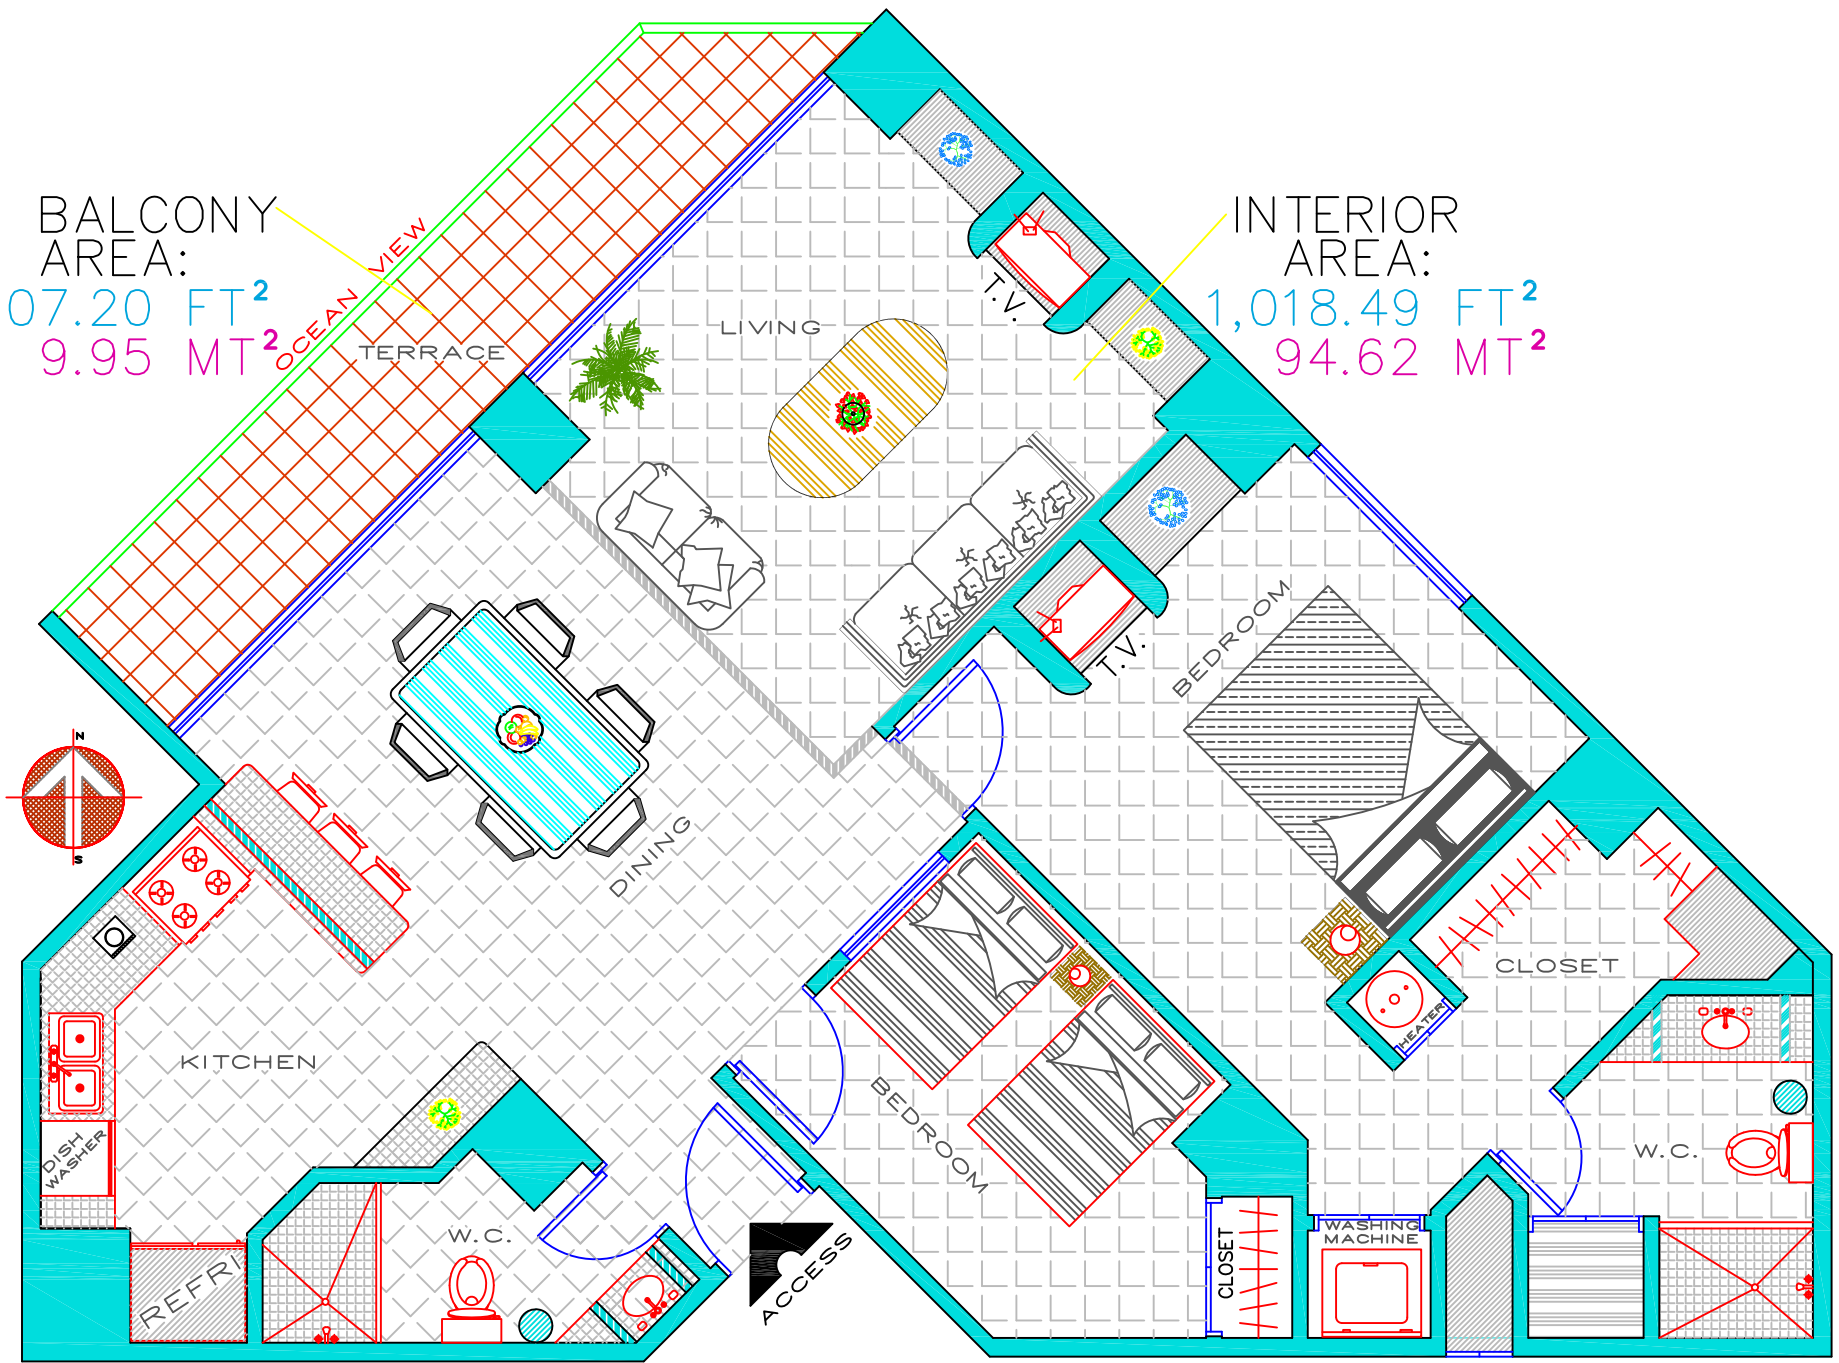 BALCONY
AREA:
07.20 FT²
9.95 MT²
OCEAN VIEW
TERRACE
LIVING
T.V.
INTERIOR
AREA:
1,018.49 FT²
94.62 MT²
T.V.
BEDROOM
N
S
DINING
KITCHEN
DISH
WASHER
REFRI
W.C.
ACCESS
BEDROOM
CLOSET
HEATER
CLOSET
WASHING
MACHINE
W.C.